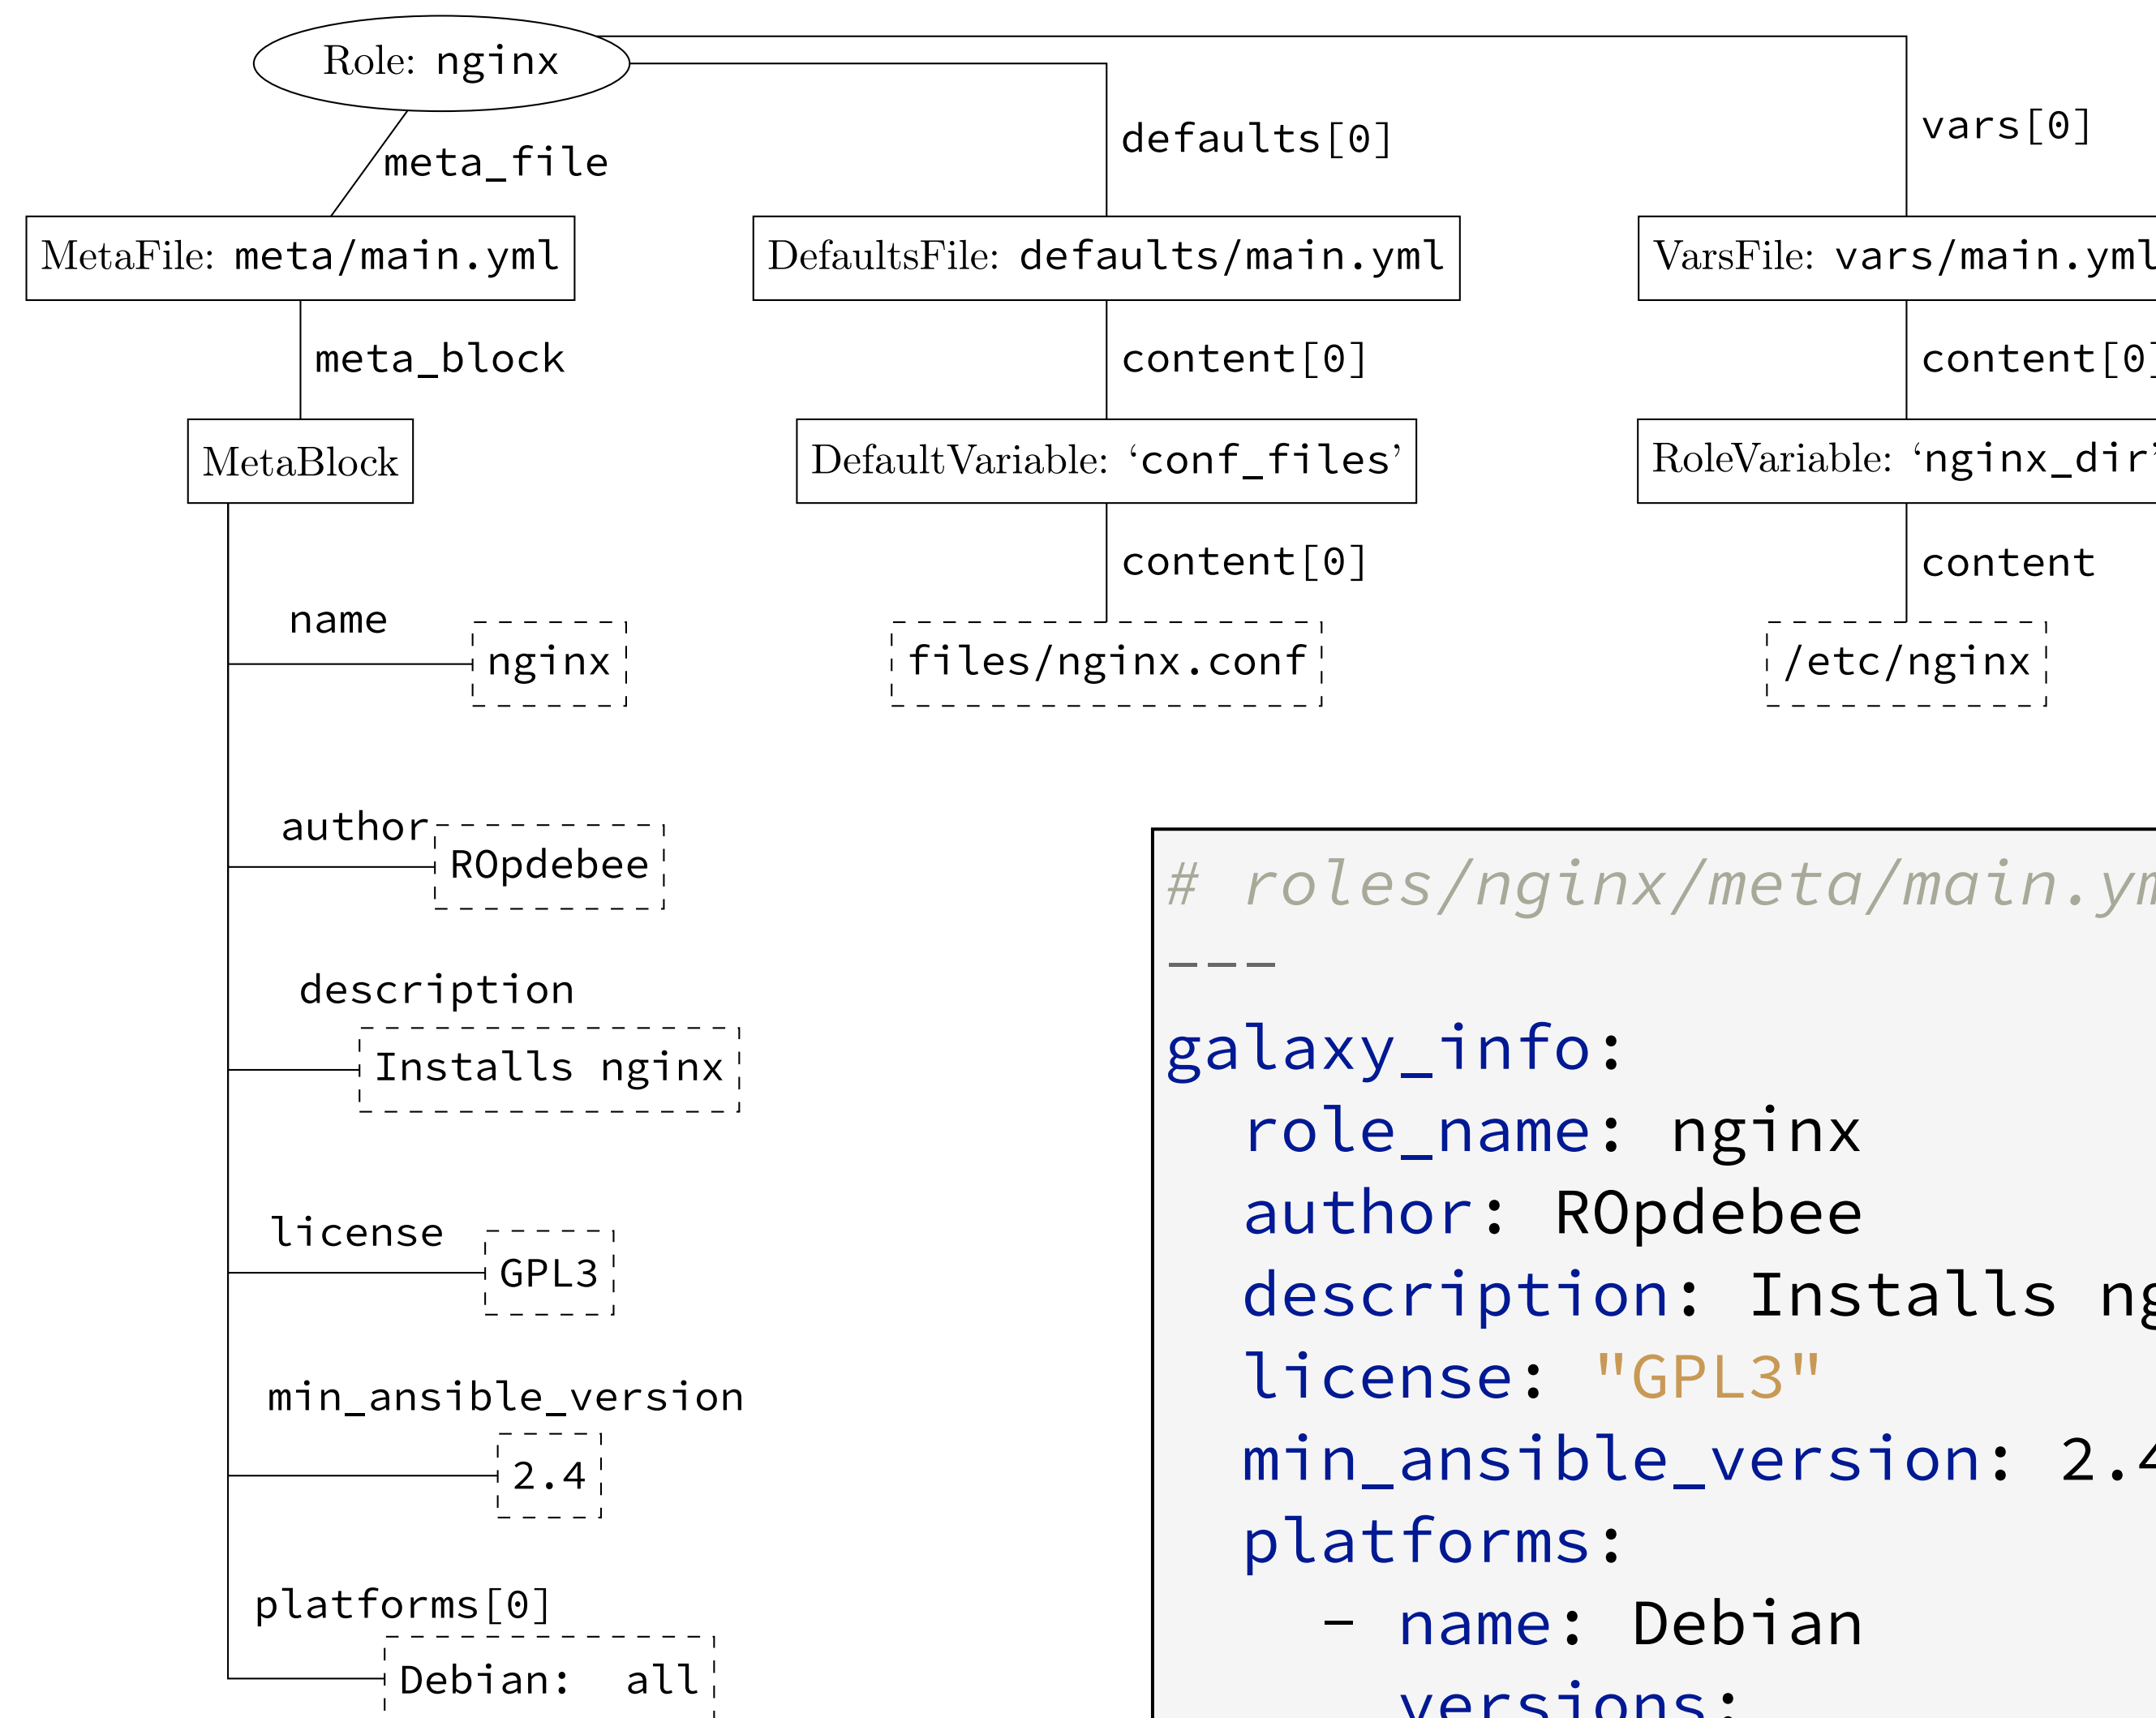 Role: nginx
meta_file
defaults[0]
vars[0]
MetaFile: meta/main.yml
DefaultsFile: defaults/main.yml
VarsFile: vars/main.yml
meta_block
content[0]
content[0]
MetaBlock
DefaultVariable: ‘conf_files’
RoleVariable: ‘nginx_dir’
content[0]
content
name
nginx
files/nginx.conf
/etc/nginx
author
ROpdebee
description
Installs nginx
license
GPL3
min_ansible_version
2.4
platforms[0]
Debian: all
# roles/nginx/meta/main.ym
---
galaxy_info:
role_name: nginx
author: ROpdebee
description: Installs ng
license: "GPL3"
min_ansible_version: 2.4
platforms:
- name: Debian
versions: